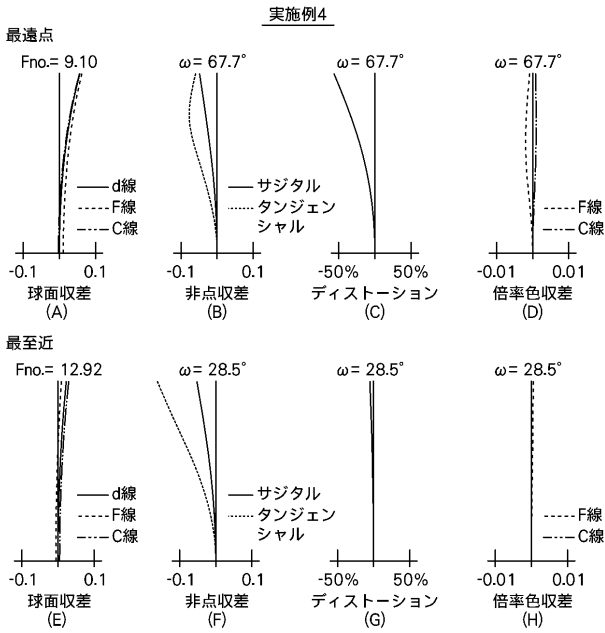 実施例4
最遠点
Fno.= 9.10
ω= 67.7°
ω= 67.7°
ω= 67.7°
d線
F線
C線
サジタル
タンジェン
シャル
F線
C線
-0.1 0.1
-0.1 0.1
-50% 50%
-0.01 0.01
球面収差
非点収差
ディストーション
倍率色収差
(A)
(B)
(C)
(D)
最至近
Fno.= 12.92
ω= 28.5°
ω= 28.5°
ω= 28.5°
d線
F線
C線
サジタル
タンジェン
シャル
F線
C線
-0.1 0.1
-0.1 0.1
-50% 50%
-0.01 0.01
球面収差
非点収差
ディストーション
倍率色収差
(E)
(F)
(G)
(H)